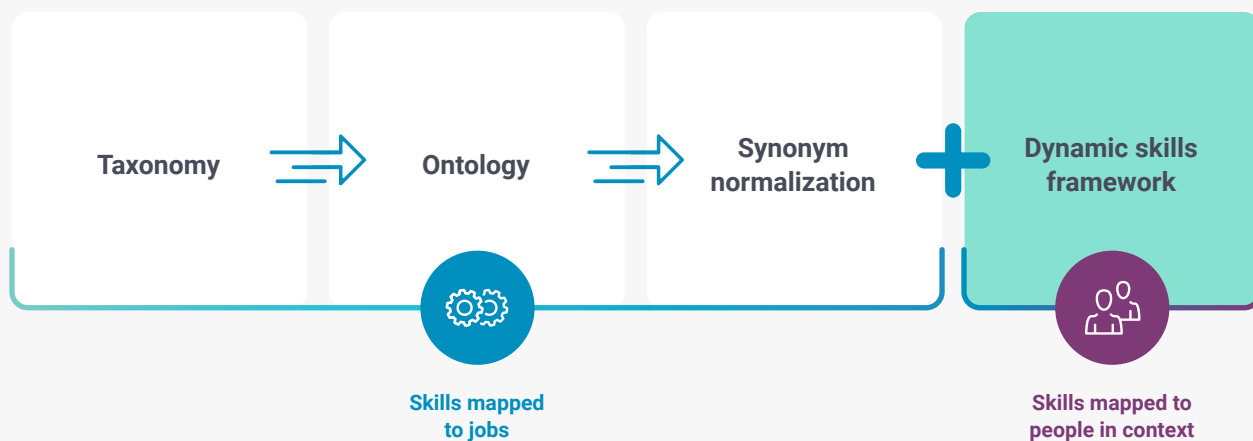 Taxonomy
Ontology
Synonym
normalization
Dynamic skills
framework
Skills mapped
to jobs
Skills mapped to
people in context